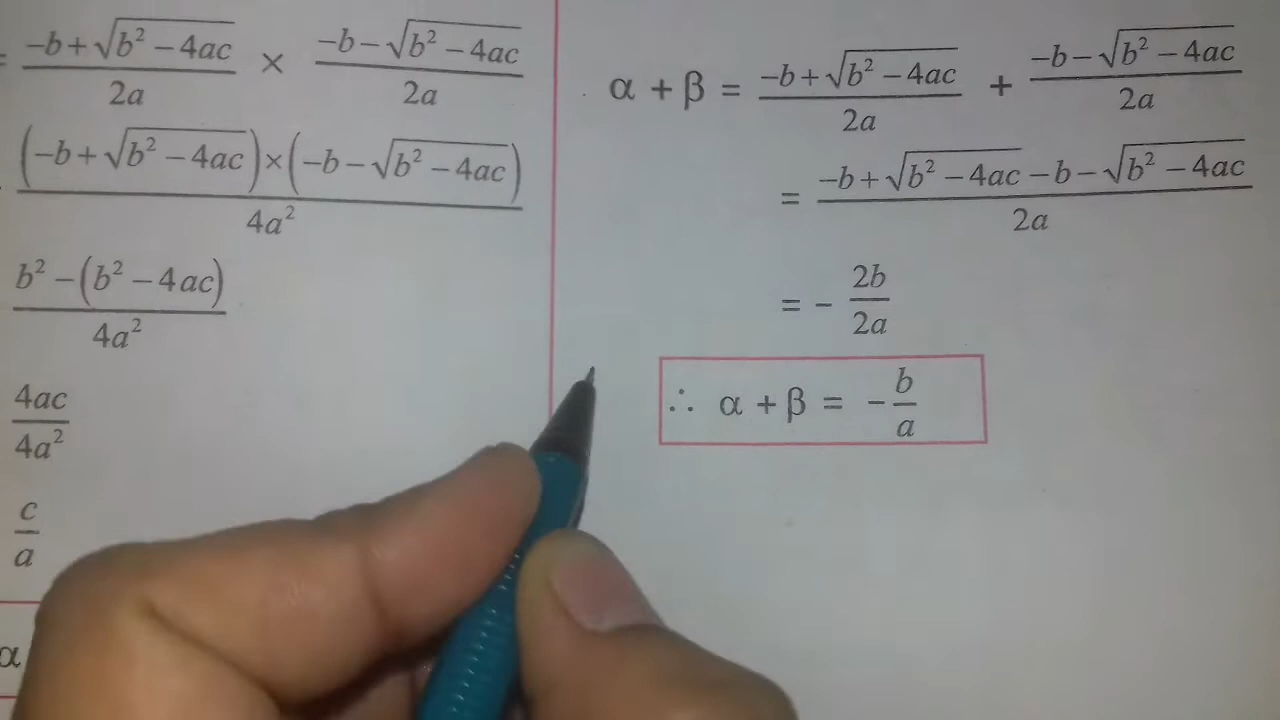 = (-b + √(b² – 4ac))/2a × (-b – √(b² – 4ac))/2a
((-b + √(b² – 4ac)) × (-b – √(b² – 4ac)))/4a²
(b² – (b² – 4ac))/4a²
4ac/4a²
c/a
α
α + β = (-b + √(b² – 4ac))/2a + (-b – √(b² – 4ac))/2a
= (-b + √(b² – 4ac) – b – √(b² – 4ac))/2a
= - 2b/2a
∴ α + β = - b/a